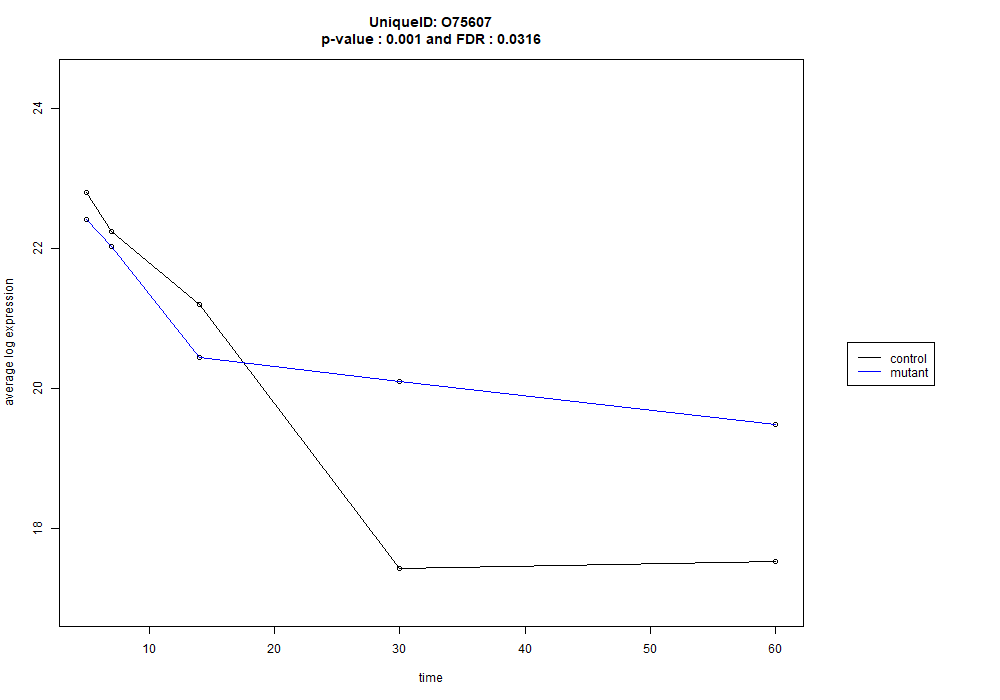 UniqueID: O75607
p-value : 0.001 and FDR : 0.0316
24
22
20
18
average log expression
10
20
30
40
50
60
time
control
mutant